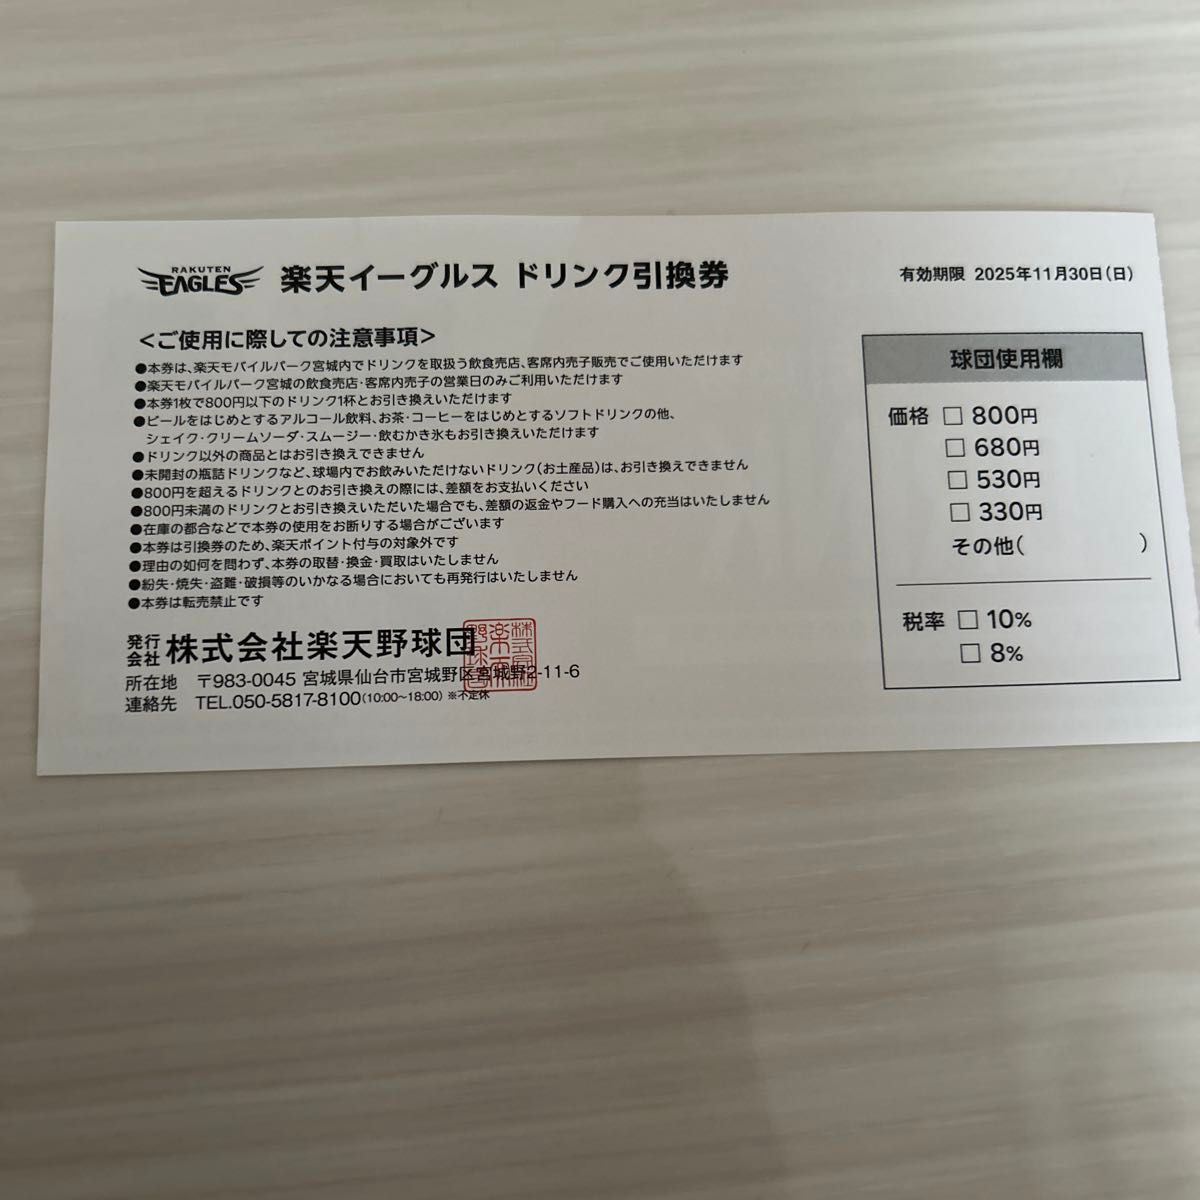 RAKUTEN
EAGLES
楽天イーグルス ドリンク引換券
有効期限 2025年11月30日(日)
<ご使用に際しての注意事項>
●本券は、楽天モバイルパーク宮城内でドリンクを取扱う飲食売店、客席内売子販売でご使用いただけます
●楽天モバイルパーク宮城の飲食売店・客席内売子の営業日のみご利用いただけます
●本券1枚で800円以下のドリンク1杯とお引き換えいただけます
●ビールをはじめとするアルコール飲料、お茶・コーヒーをはじめとするソフトドリンクの他、
シェイク・クリームソーダ・スムージー・飲むかき氷もお引き換えいただけます
●ドリンク以外の商品とはお引き換えできません
●未開封の瓶詰ドリンクなど、球場内でお飲みいただけないドリンク(お土産品)は、お引き換えできません
●800円を超えるドリンクとのお引き換えの際には、差額をお支払いください
●800円未満のドリンクとお引き換えいただいた場合でも、差額の返金やフード購入への充当はいたしません
●在庫の都合などで本券の使用をお断りする場合がございます
●本券は引換券のため、楽天ポイント付与の対象外です
●理由の如何を問わず、本券の取替・換金・買取はいたしません
●紛失・焼失・盗難・破損等のいかなる場合においても再発行はいたしません
●本券は転売禁止です
発行会社 株式会社楽天野球団
株式会社楽天野球団
所在地 〒983-0045 宮城県仙台市宮城野区宮城野2-11-6
連絡先 TEL.050-5817-8100(10:00~18:00) ※不定休
球団使用欄
価格 □ 800円
□ 680円
□ 530円
□ 330円
その他( )
税率 □ 10%
□ 8%